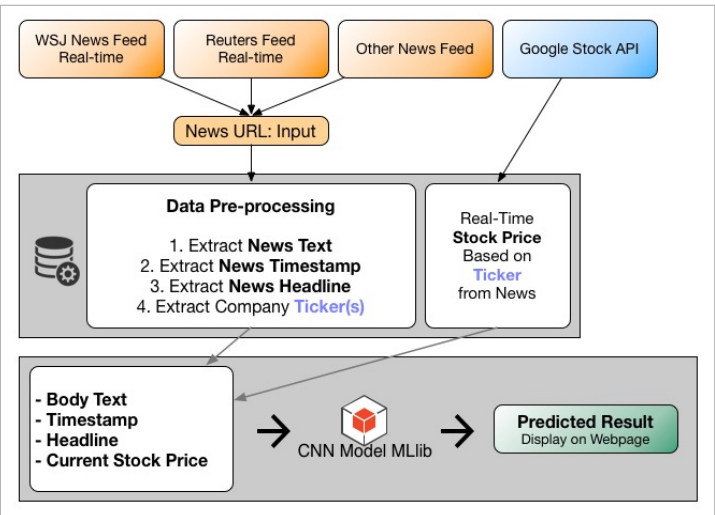 WSJ News Feed
Real-time
Reuters Feed
Real-time
Other News Feed
Google Stock API
News URL: Input
Data Pre-processing
1. Extract News Text
2. Extract News Timestamp
3. Extract News Headline
4. Extract Company Ticker(s)
Real-Time
Stock Price
Based on
Ticker
from News
- Body Text
- Timestamp
- Headline
- Current Stock Price
CNN Model MLlib
Predicted Result
Display on Webpage